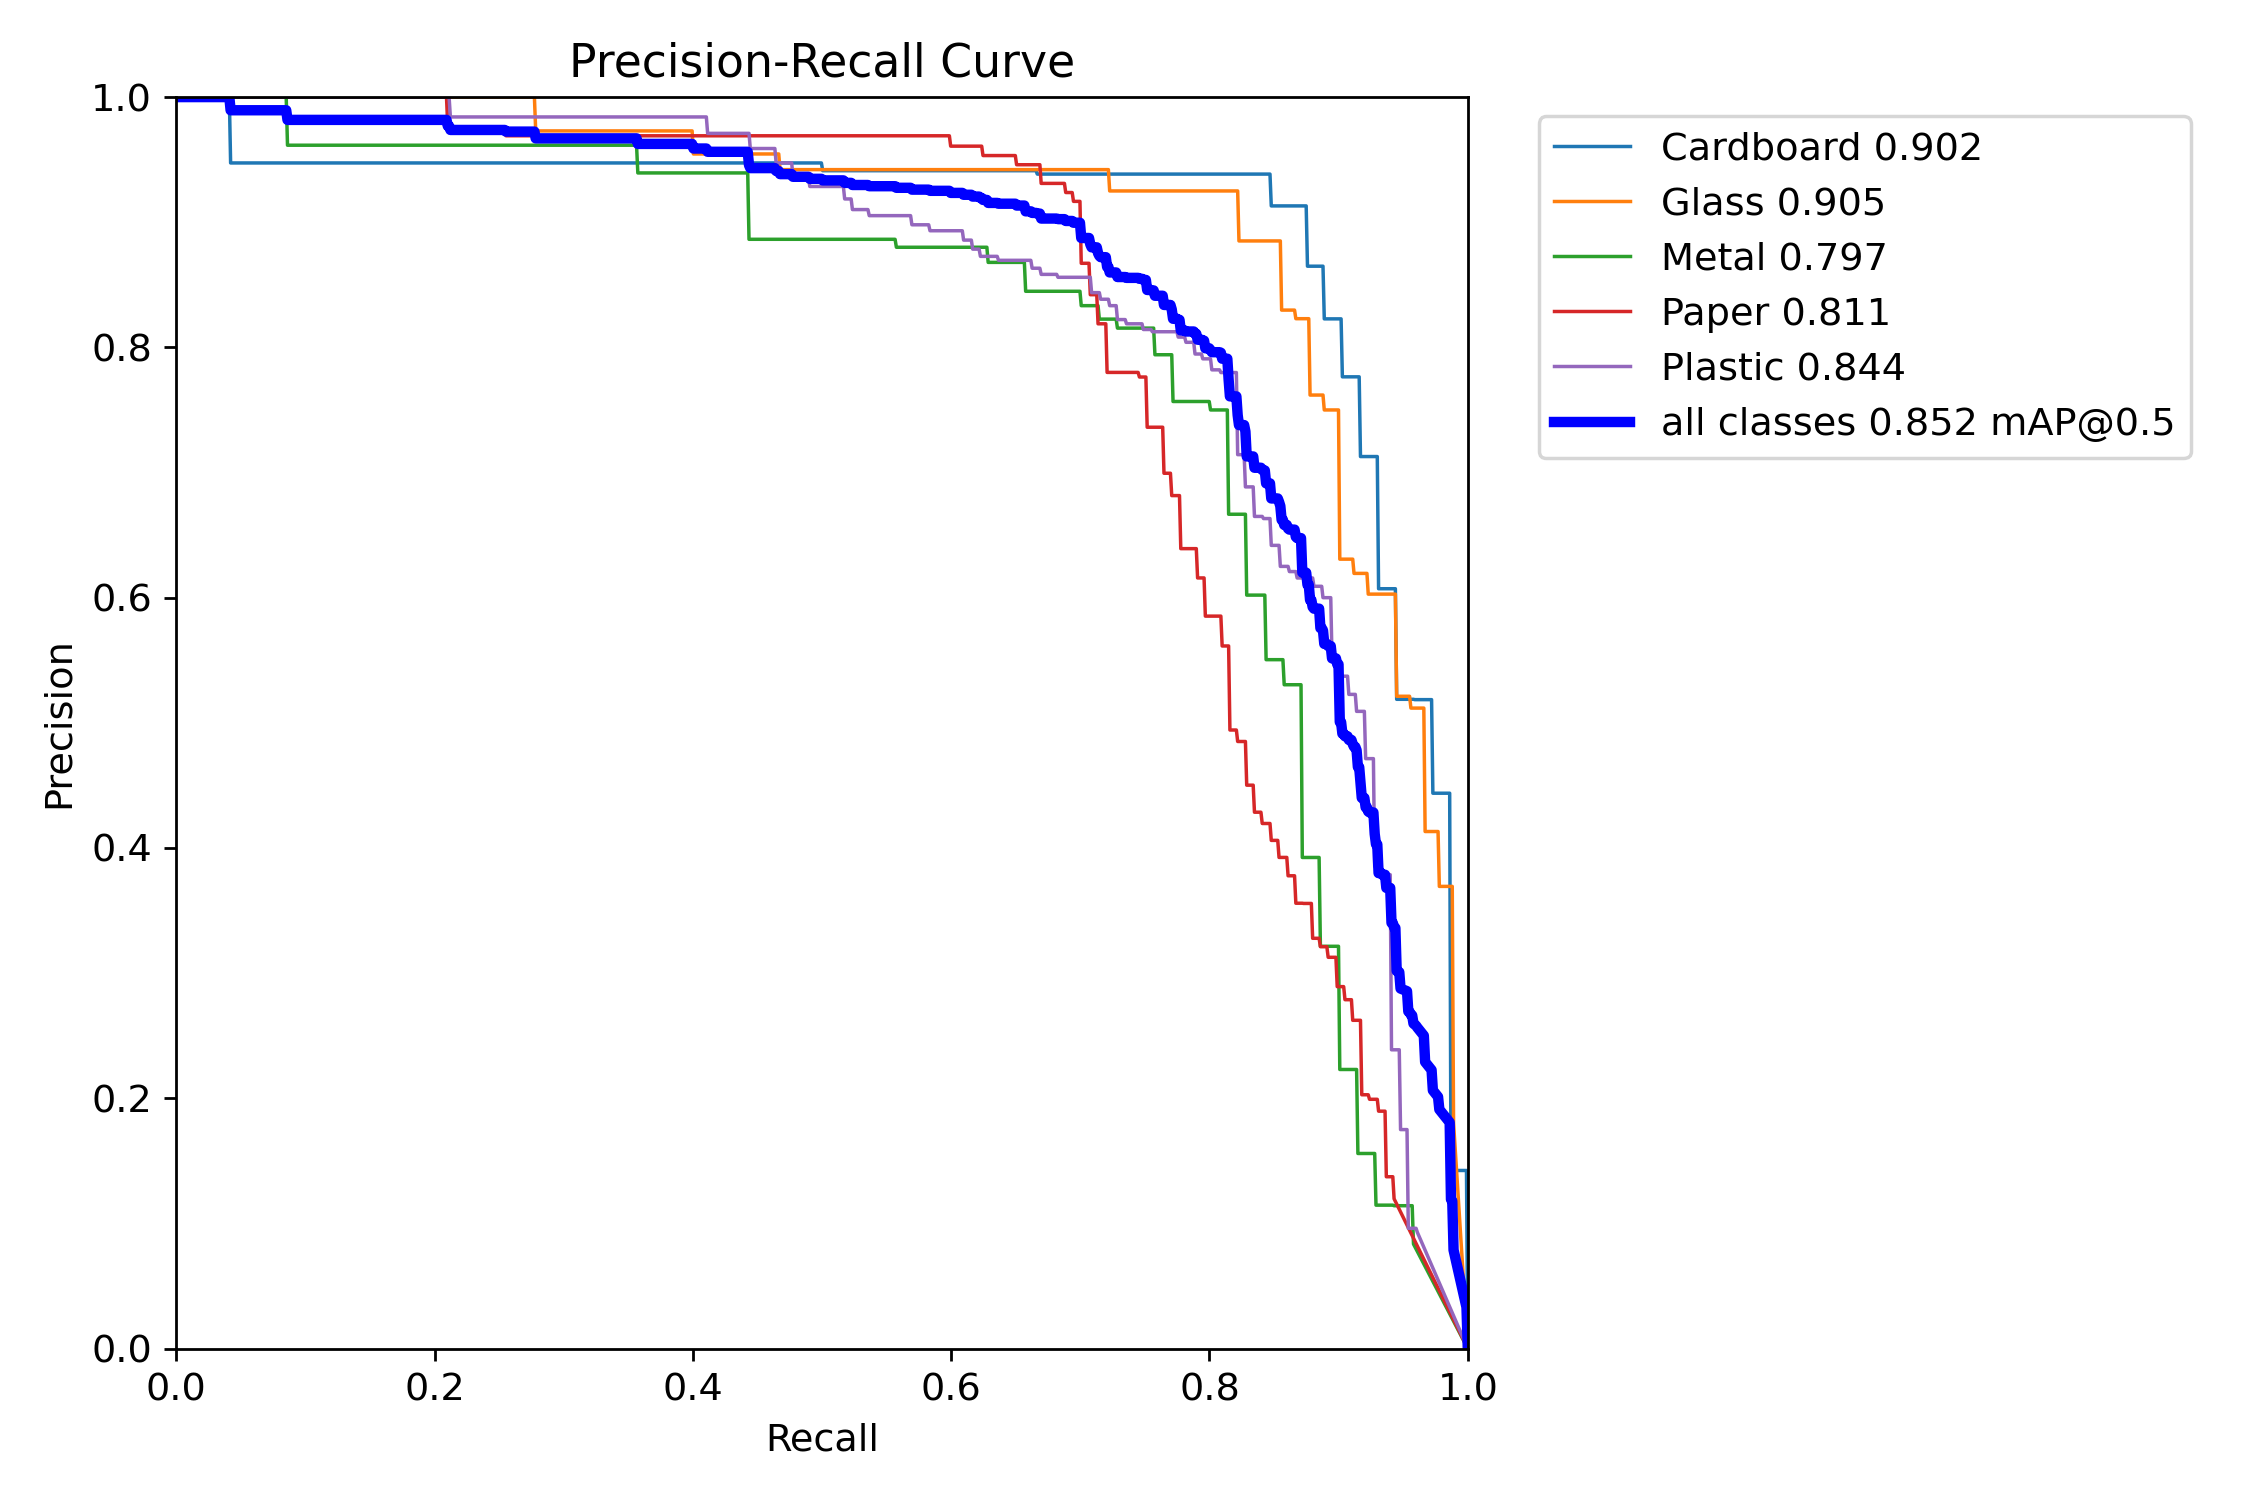 Precision-Recall Curve
1.0
0.8
0.6
0.4
0.2
0.0
Precision
0.0 0.2 0.4 0.6 0.8 1.0
Recall
Cardboard 0.902
Glass 0.905
Metal 0.797
Paper 0.811
Plastic 0.844
all classes 0.852 mAP@0.5